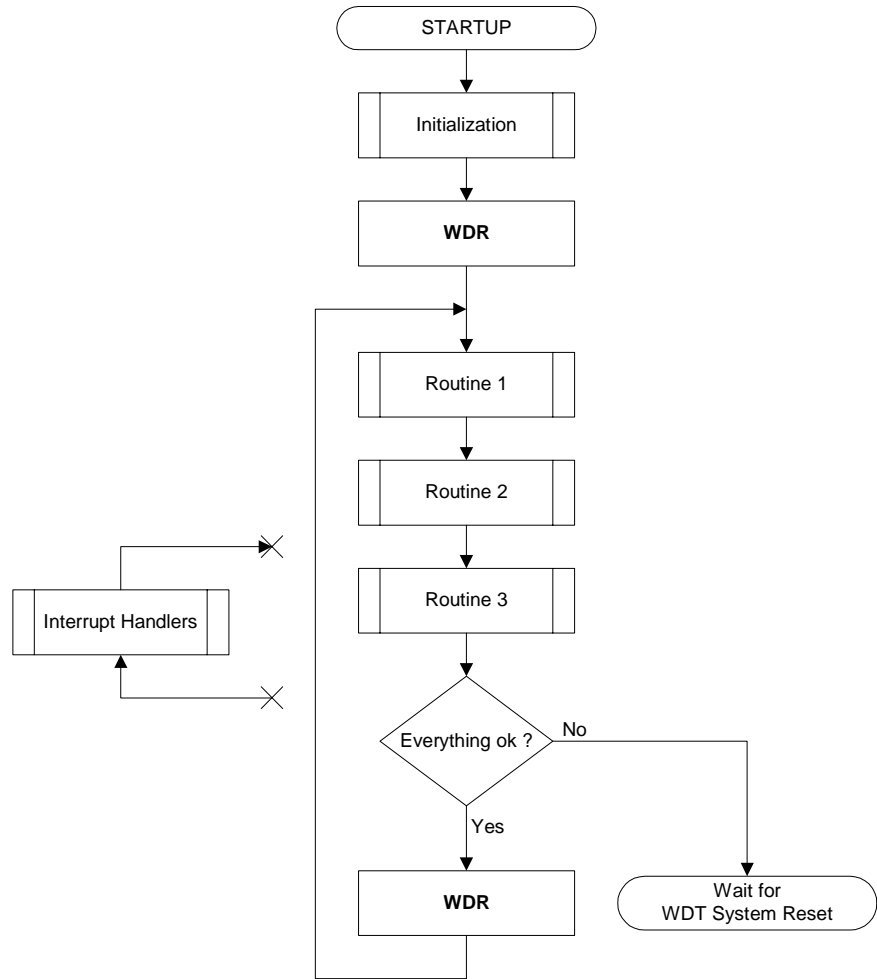 STARTUP
Initialization
WDR
Routine 1
Routine 2
Routine 3
Interrupt Handlers
Everything ok ?
No
Yes
WDR
Wait for
WDT System Reset